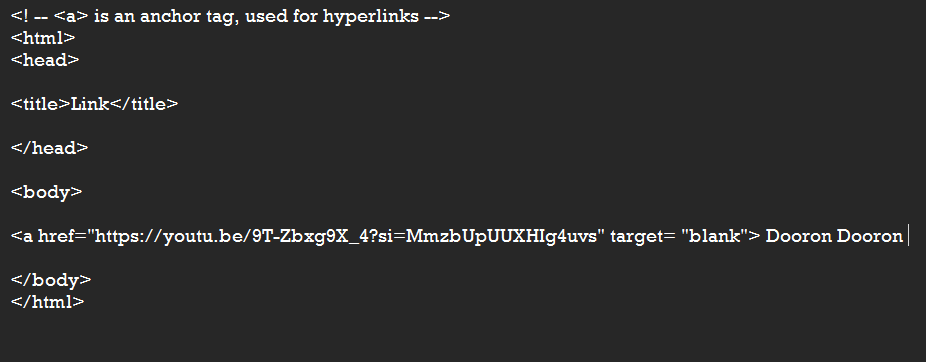 <! -- <a> is an anchor tag, used for hyperlinks -->
<html>
<head>
<title>Link</title>
</head>
<body>
<a href="https://youtu.be/9T-Zbxg9X_4?si=MmzbUpUUXHIg4uvs" target= "blank"> Dooron Dooron
</body>
</html>